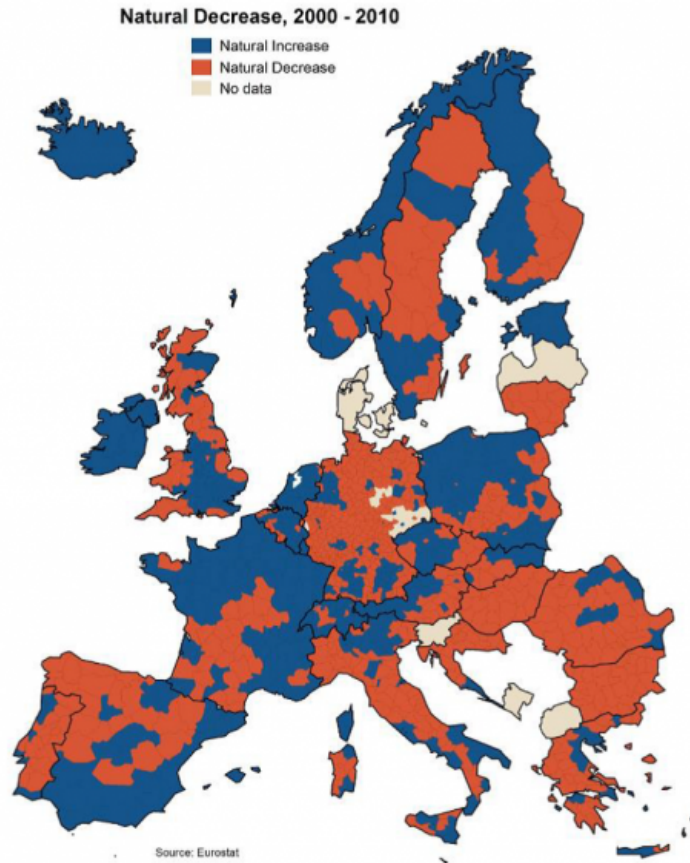 Natural Decrease, 2000 - 2010
Natural Increase
Natural Decrease
No data
Source: Eurostat